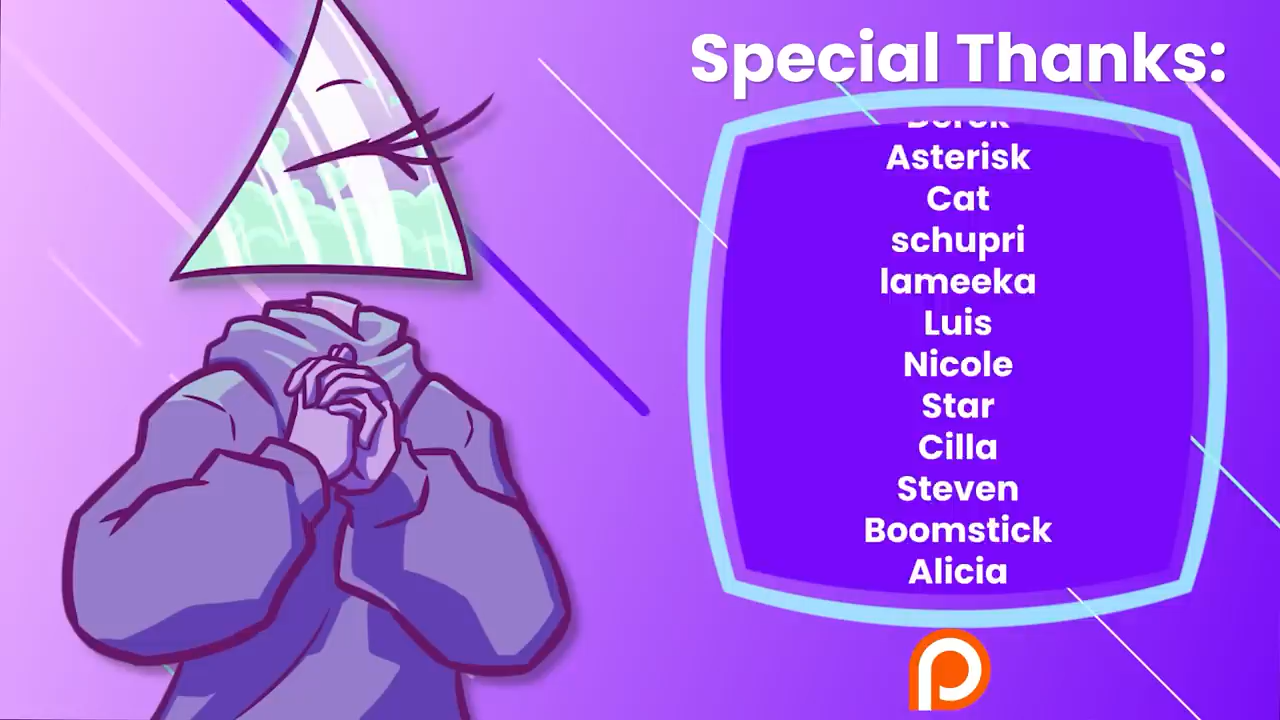 Special Thanks:
Asterisk
Cat
schupri
lameeka
Luis
Nicole
Star
Cilla
Steven
Boomstick
Alicia